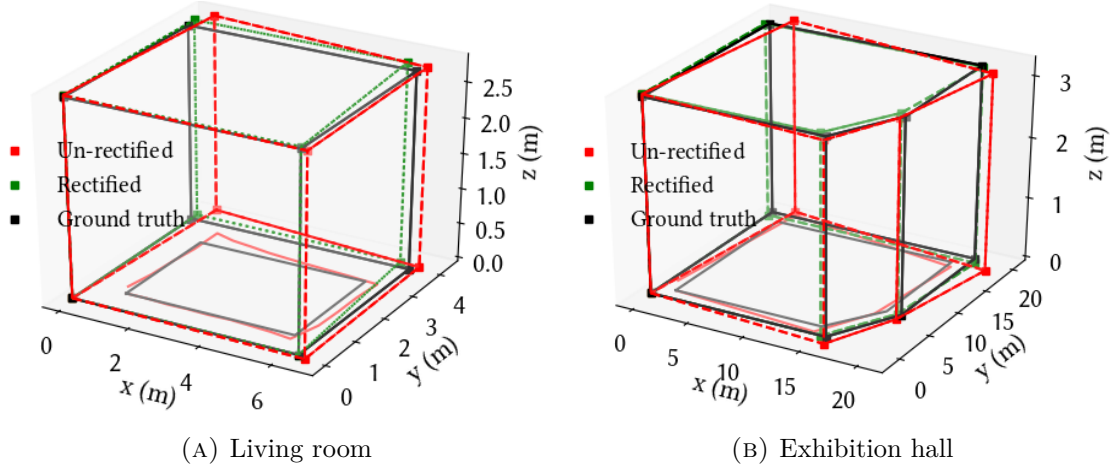 Un-rectified
Rectified
Ground truth
0
2
4
6
x (m)
0
1
2
3
4
y (m)
0.0
0.5
1.0
1.5
2.0
2.5
z (m)
(A) Living room
Un-rectified
Rectified
Ground truth
0
5
10
15
20
x (m)
0
5
10
15
20
y (m)
0
1
2
3
z (m)
(B) Exhibition hall